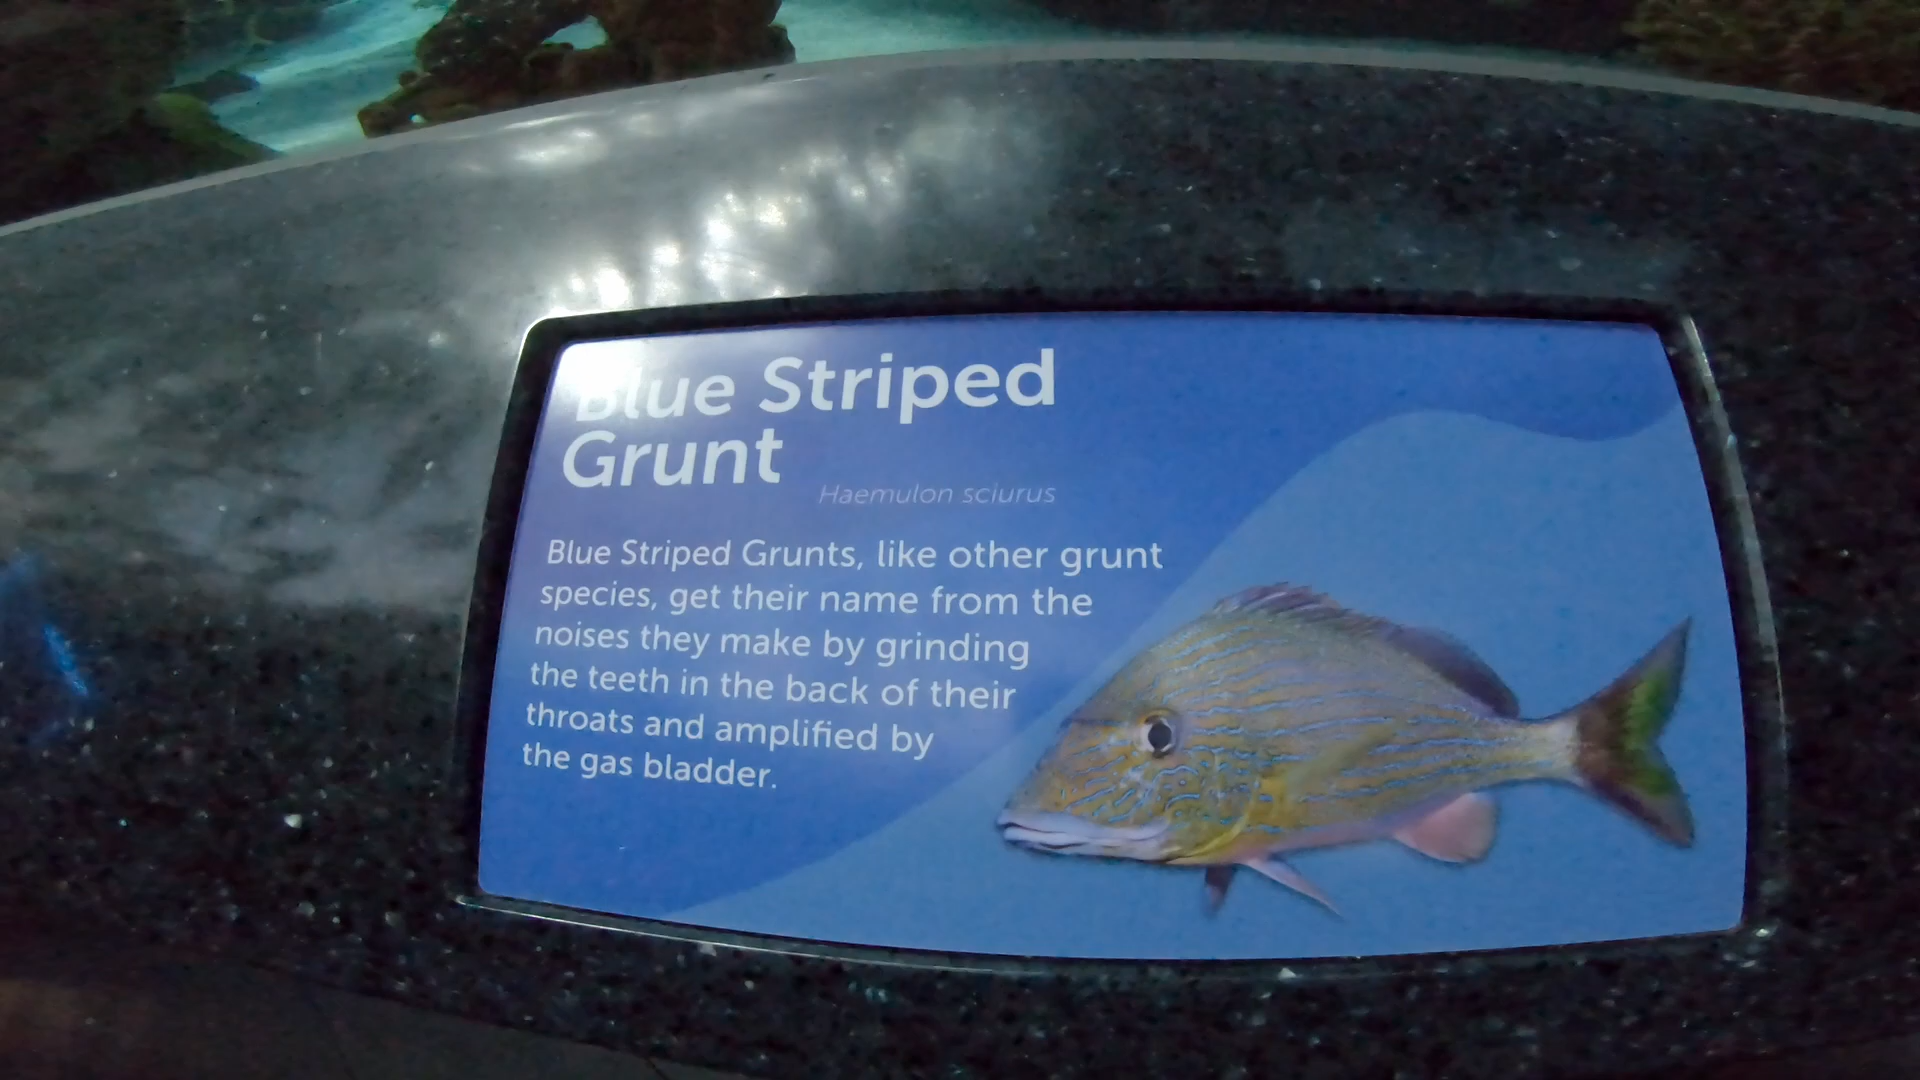 Blue Striped
Grunt
Haemulon sciurus
Blue Striped Grunts, like other grunt
species, get their name from the
noises they make by grinding
the teeth in the back of their
throats and amplified by
the gas bladder.